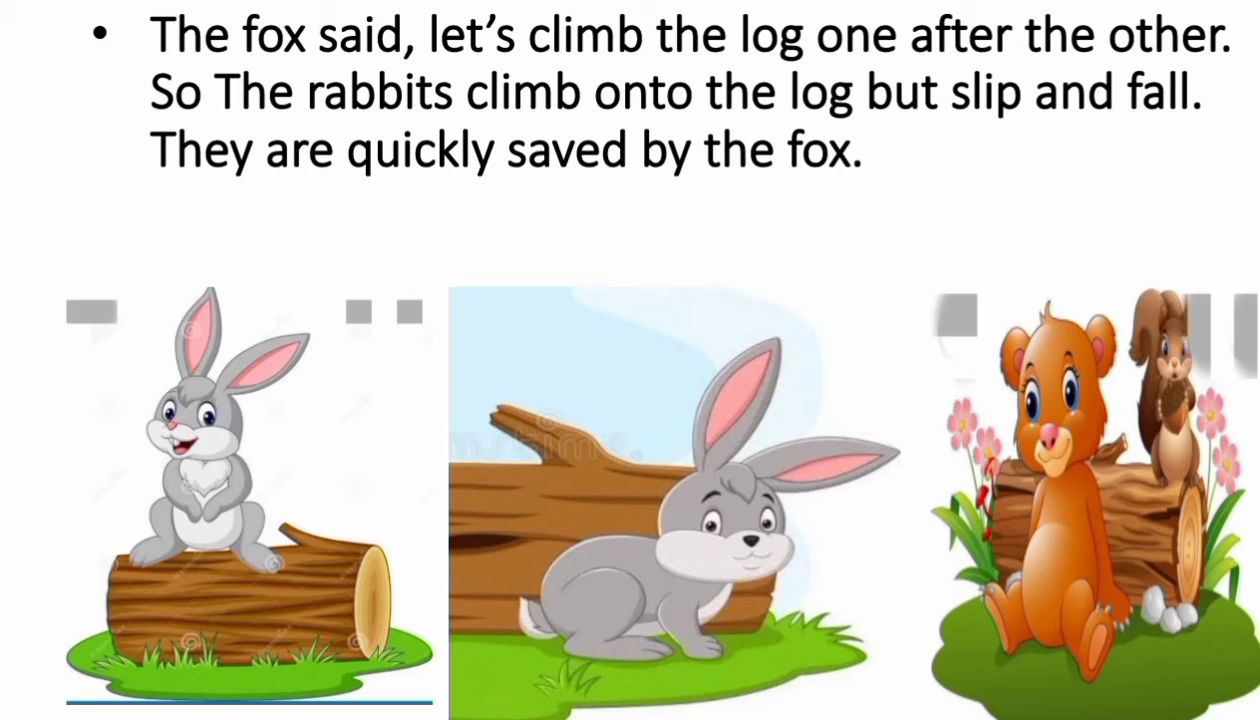 • The fox said, let’s climb the log one after the other.
So The rabbits climb onto the log but slip and fall.
They are quickly saved by the fox.